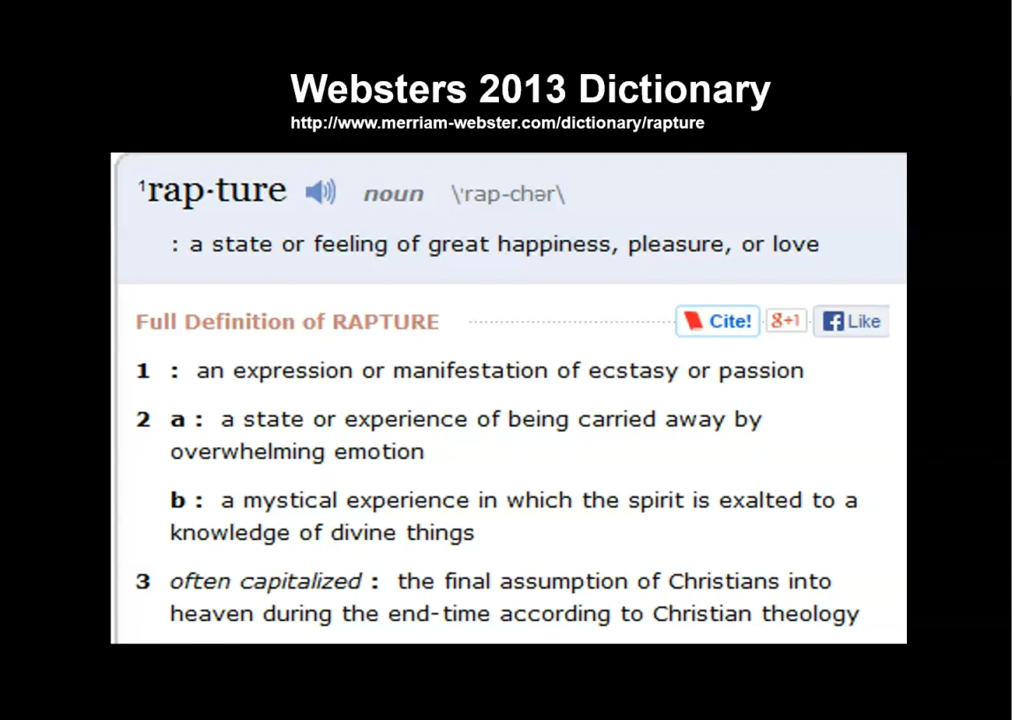 Websters 2013 Dictionary
http://www.merriam-webster.com/dictionary/rapture
¹rap·ture noun \ˈrap-chər\
: a state or feeling of great happiness, pleasure, or love
Full Definition of RAPTURE Cite! g+1 Like
1 : an expression or manifestation of ecstasy or passion
2 a : a state or experience of being carried away by
overwhelming emotion
b : a mystical experience in which the spirit is exalted to a
knowledge of divine things
3 often capitalized : the final assumption of Christians into
heaven during the end-time according to Christian theology